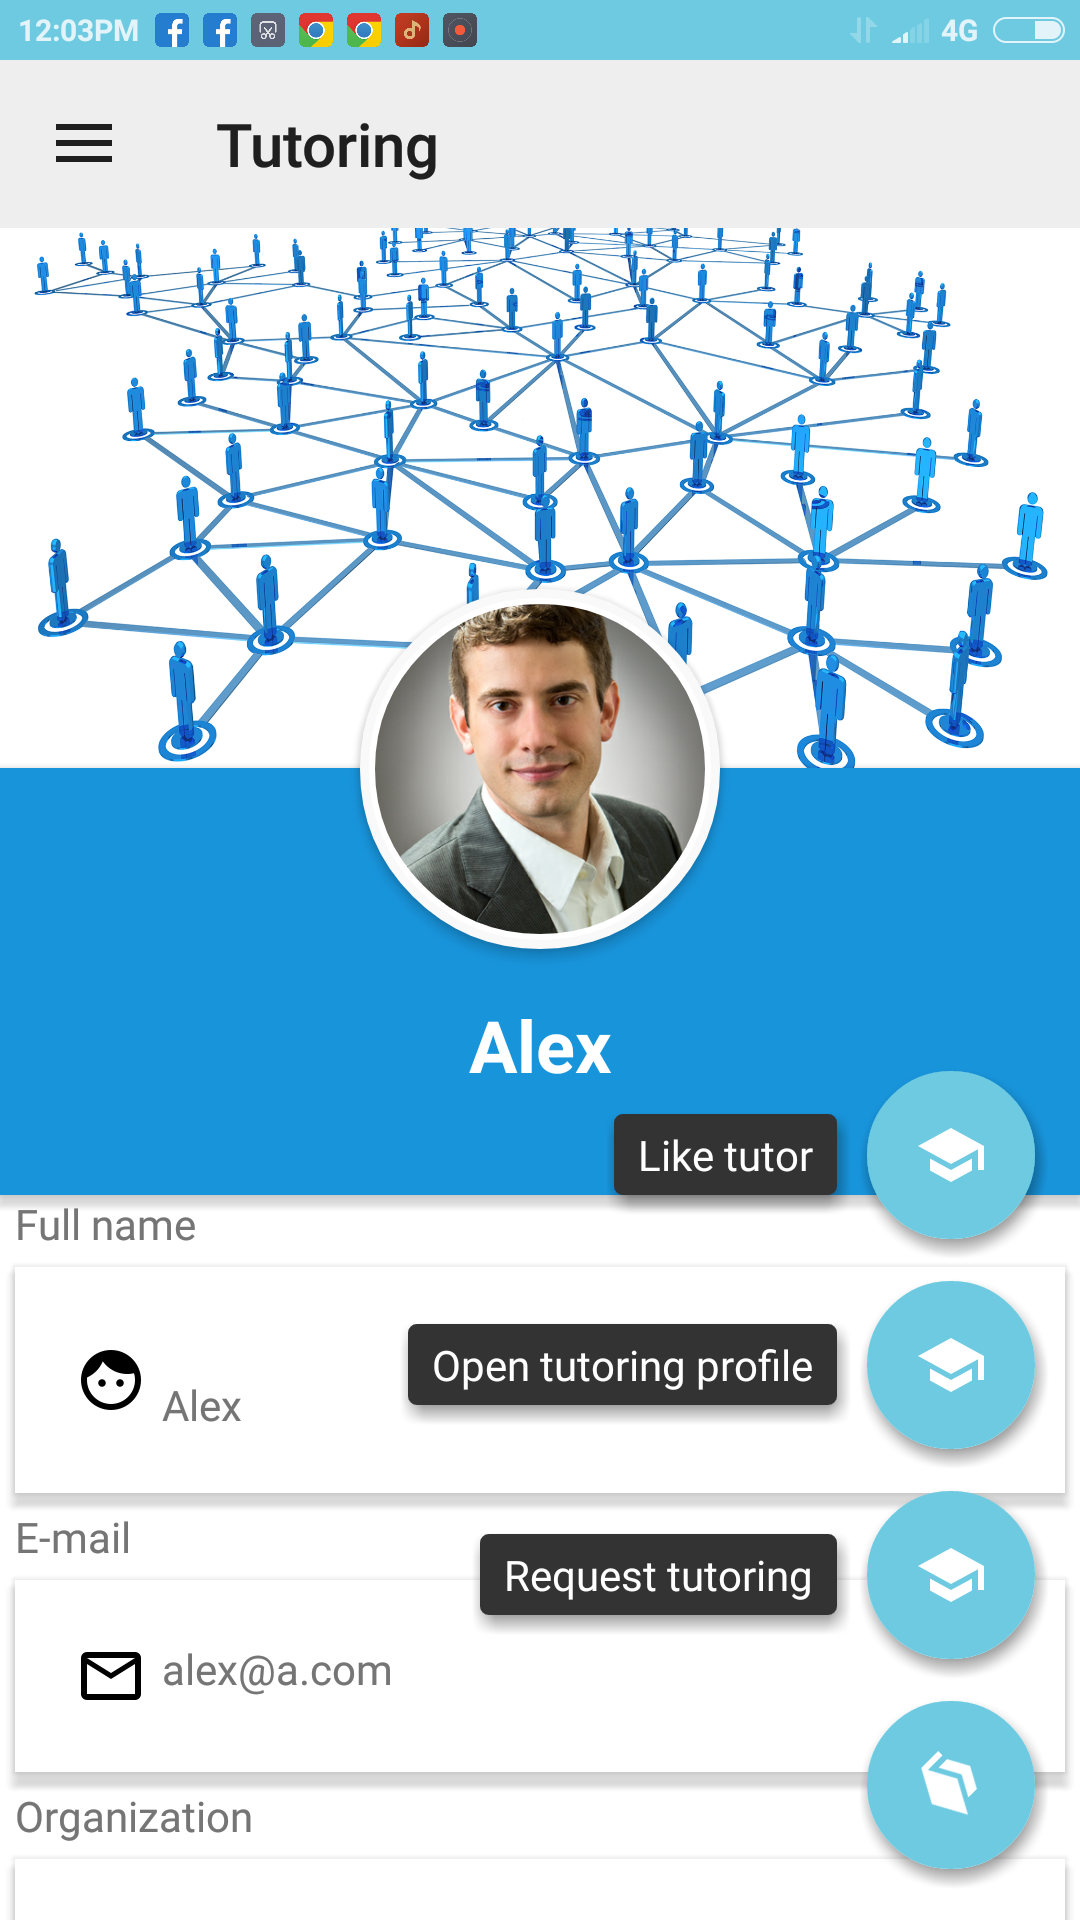 12:03PM 4G
Tutoring
Alex
Like tutor
Full name
Open tutoring profile
Alex
E-mail
Request tutoring
alex@a.com
Organization